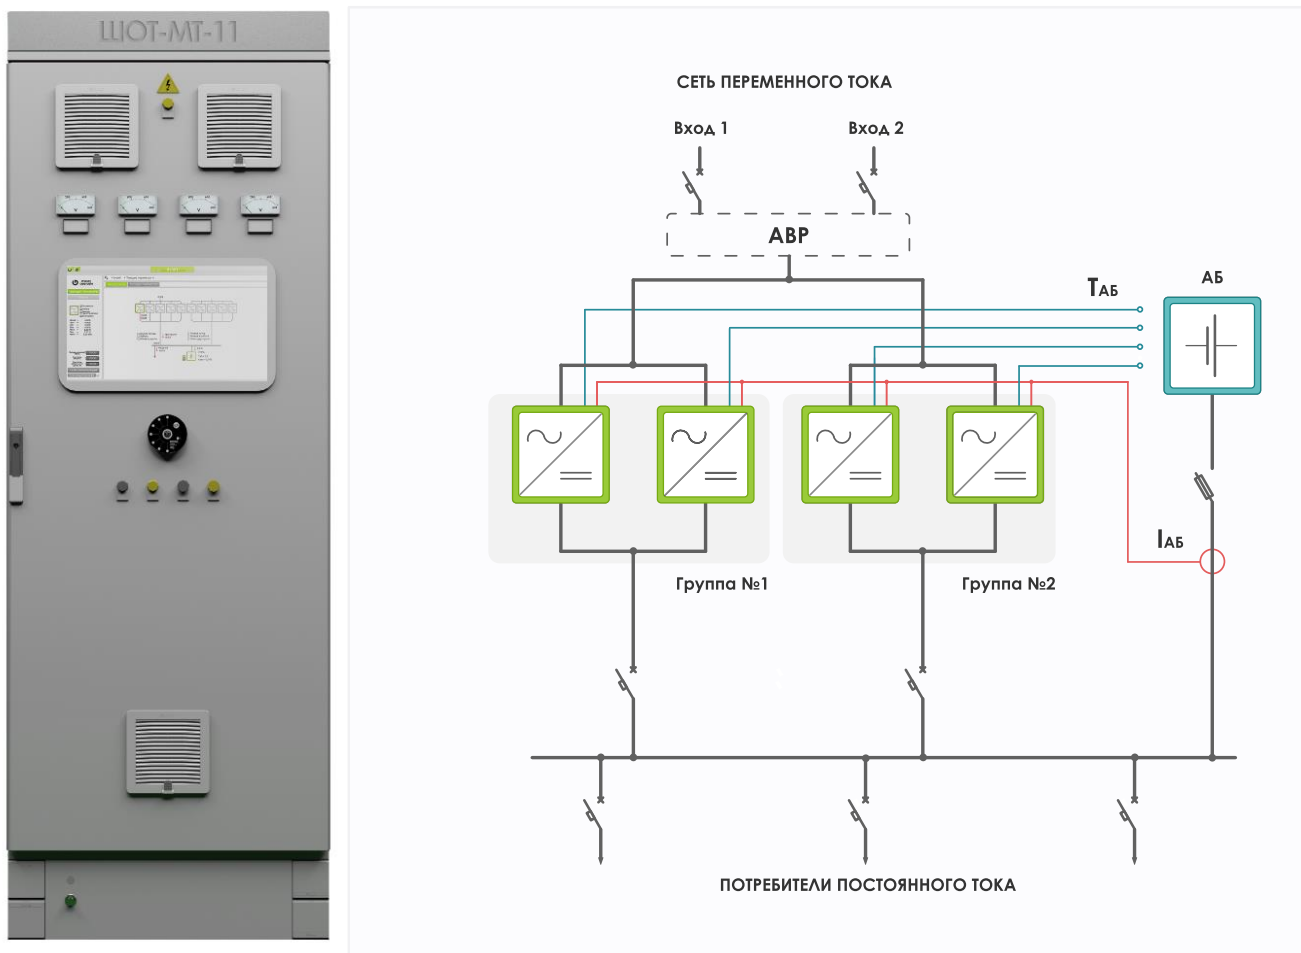 ШОТ-МТ-11
СЕТЬ ПЕРЕМЕННОГО ТОКА
Вход 1
Вход 2
АВР
TАБ
АБ
IАБ
Группа №1
Группа №2
ПОТРЕБИТЕЛИ ПОСТОЯННОГО ТОКА